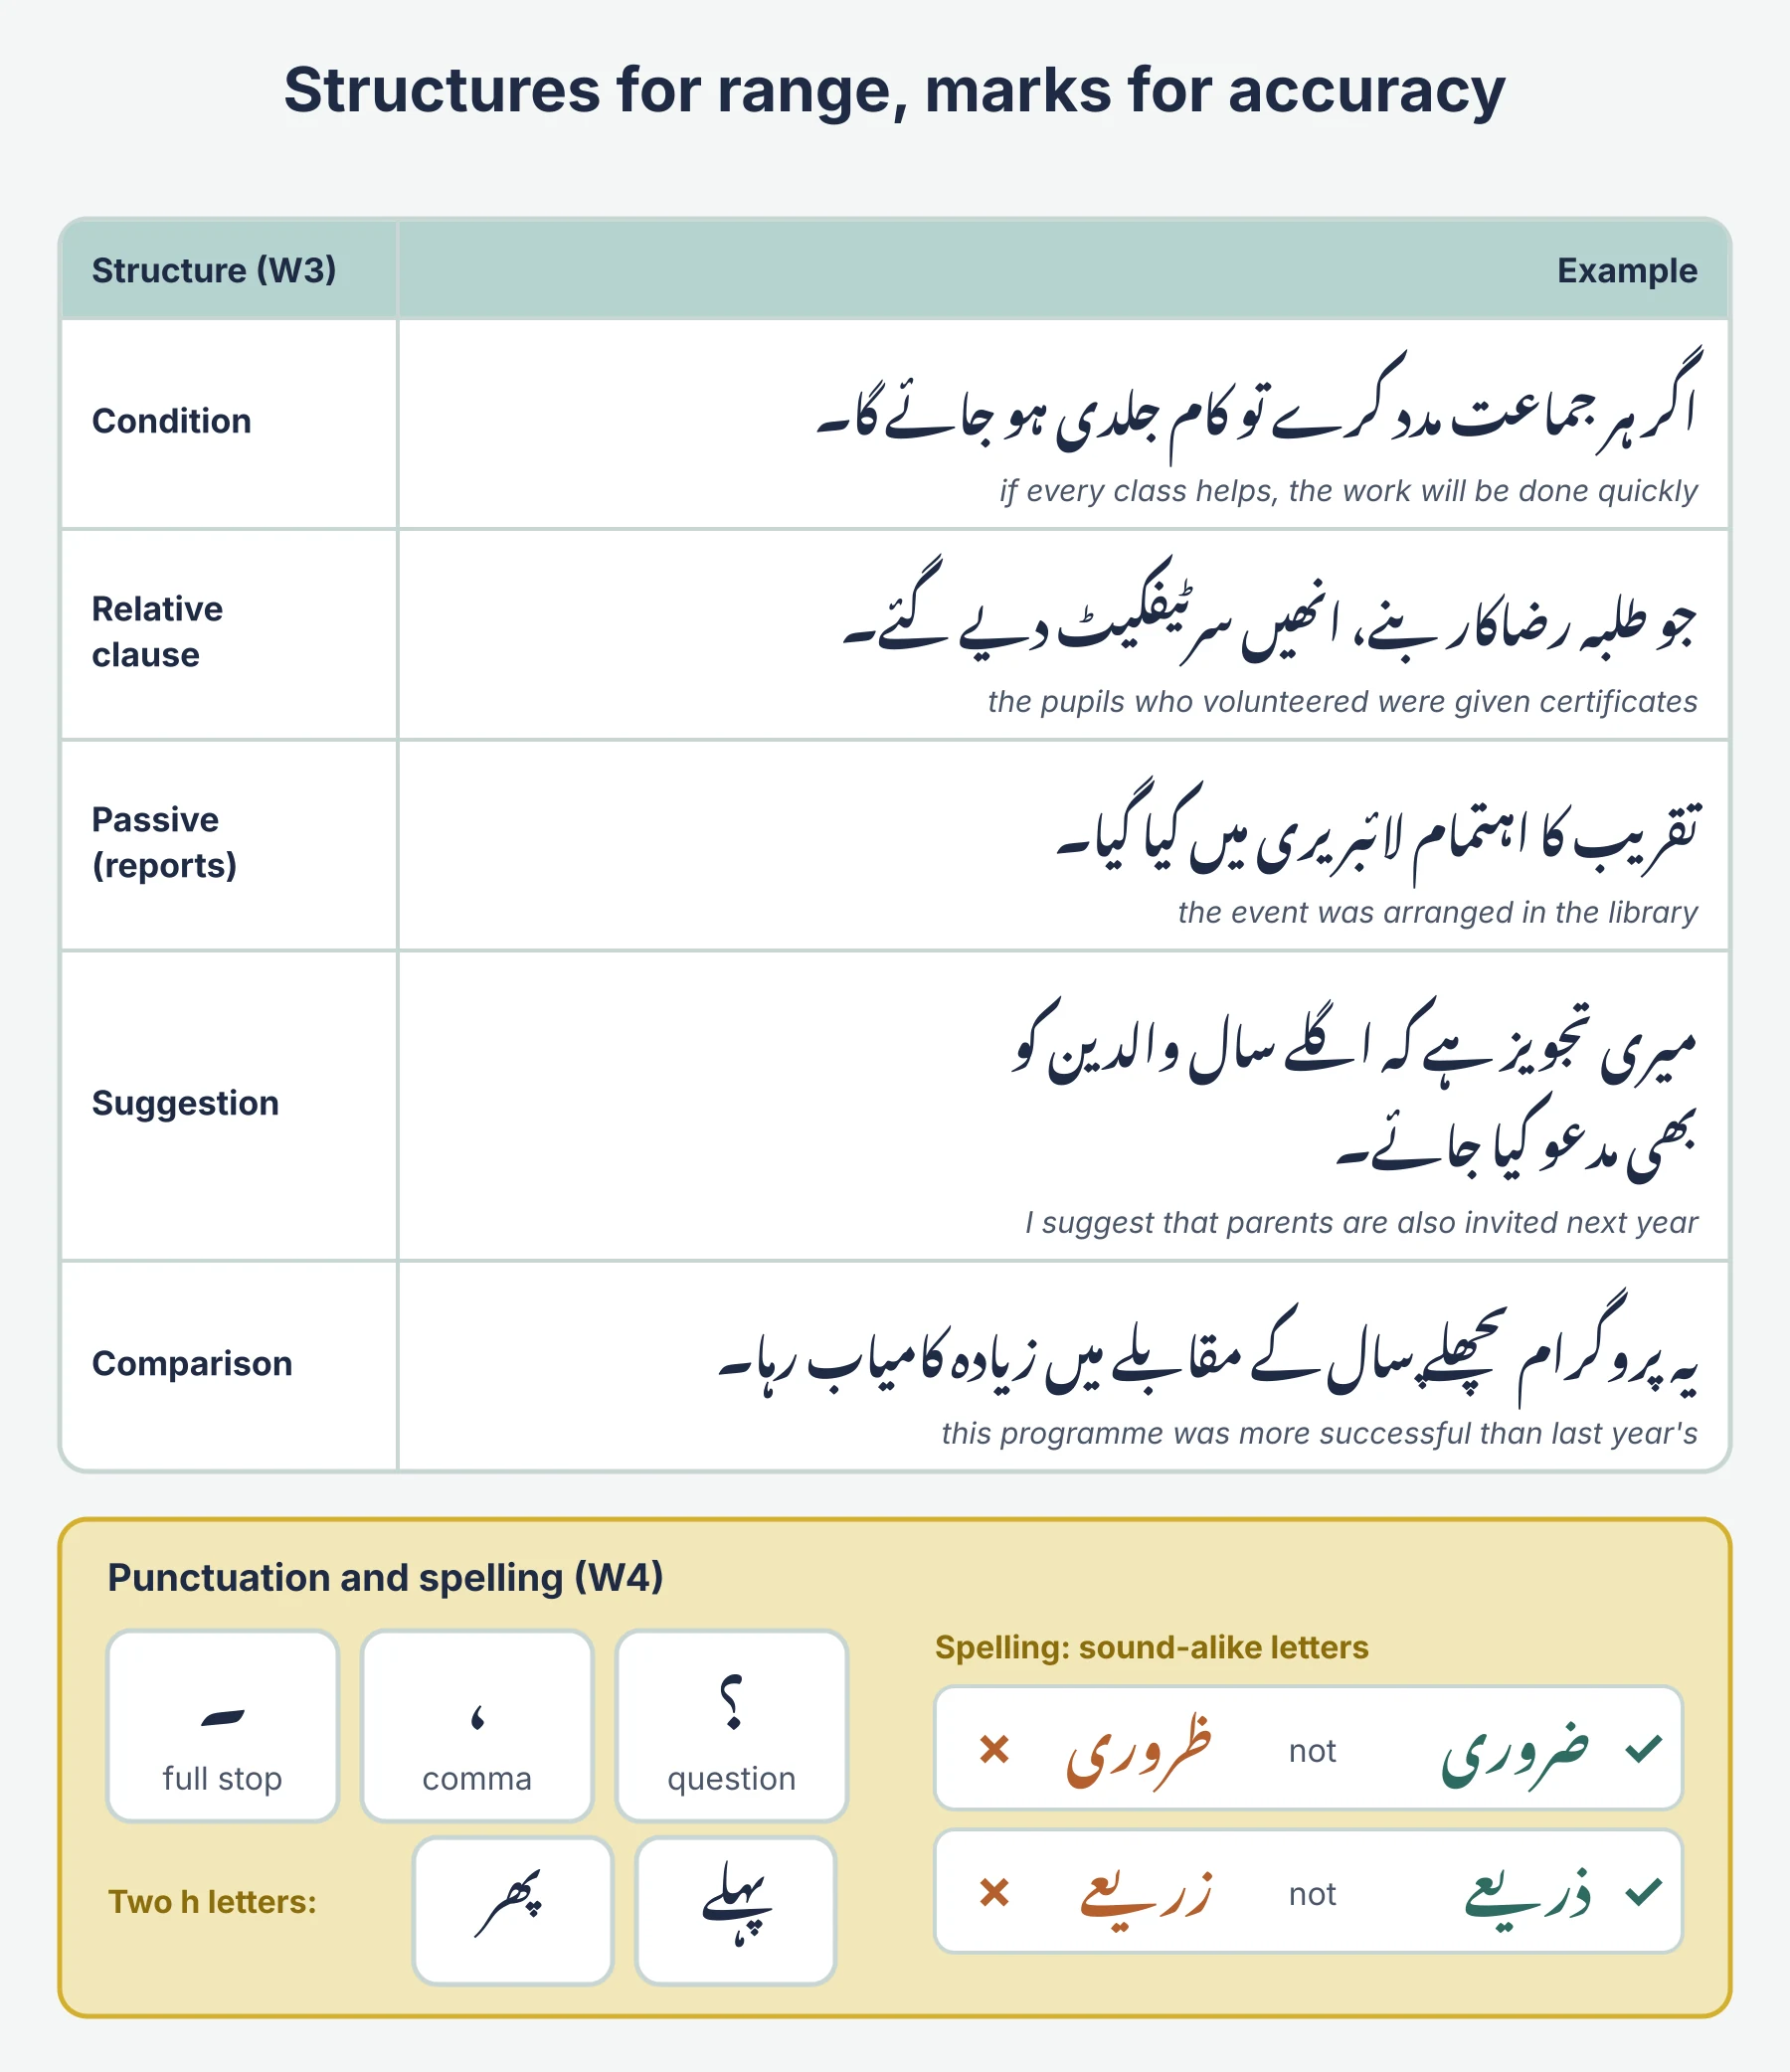 Structures for range, marks for accuracy
Structure (W3)
Example
Condition
اگر ہر جماعت مدد کرے تو کام جلدی ہو جائے گا۔
if every class helps, the work will be done quickly
Relative
clause
جو طلبہ رضاکار بنے، انھیں سرٹیفکیٹ دیے گئے۔
the pupils who volunteered were given certificates
Passive
(reports)
تقریب کا اہتمام لائبریری میں کیا گیا۔
the event was arranged in the library
Suggestion
میری تجویز ہے کہ اگلے سال والدین کو
بھی مدعو کیا جائے۔
I suggest that parents are also invited next year
Comparison
یہ پروگرام پچھلے سال کے مقابلے میں زیادہ کامیاب رہا۔
this programme was more successful than last year's
Punctuation and spelling (W4)
۔
full stop
،
comma
؟
question
Two h letters:
پھر
پہلے
Spelling: sound-alike letters
✖ ظروری not ضروری ✔
✖ زریعے not ذریعے ✔